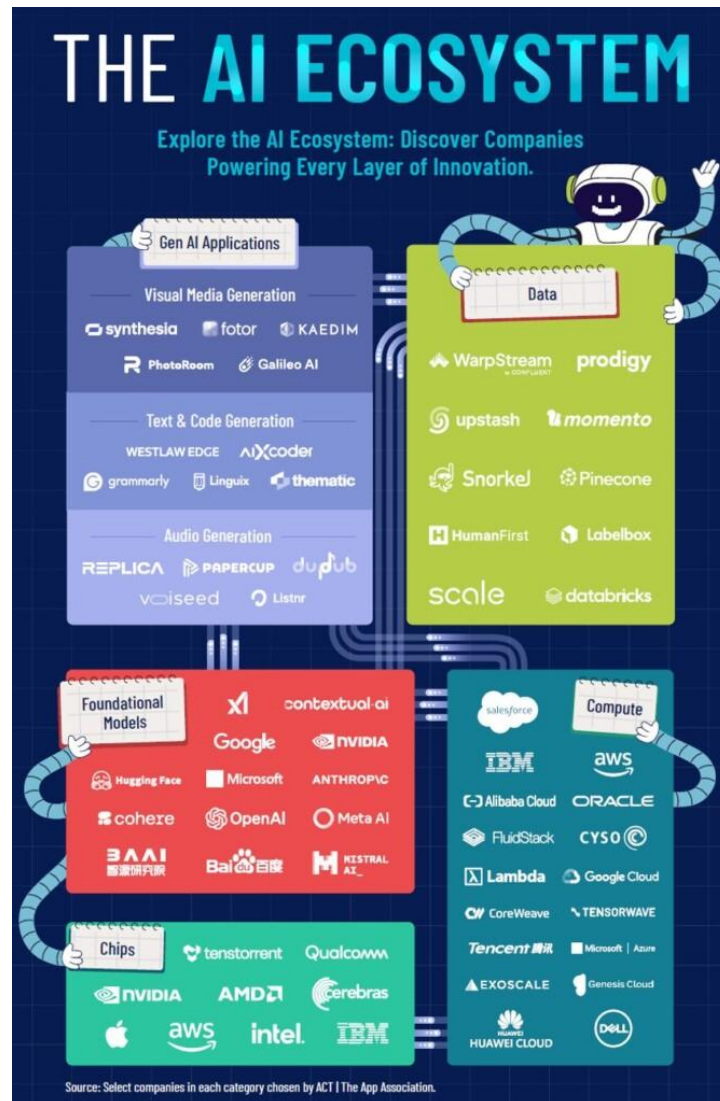 THE AI ECOSYSTEM
Explore the AI Ecosystem: Discover Companies
Powering Every Layer of Innovation.
Gen AI Applications
Visual Media Generation
synthesia fotor KAEDIM
PhotoRoom Galileo AI
Text & Code Generation
WESTLAW EDGE aiXcoder
grammarly Linguix thematic
Audio Generation
REPLICA PAPERCUP dupdub
voiseed Listnr
Data
WarpStream prodigy
a CONFLUENT
upstash momento
Snorkel Pinecone
HumanFirst Labelbox
scale databricks
Foundational
Models
xI contextual·ai
Google NVIDIA
Hugging Face Microsoft ANTHROP\C
cohere OpenAI Meta AI
BAAI
智源研究院
Bai du 百度
MISTRAL
AI_
Compute
salesforce
IBM aws
Alibaba Cloud ORACLE
FluidStack CYSO
Lambda Google Cloud
CoreWeave TENSORWAVE
Tencent 腾讯 Microsoft | Azure
EXOSCALE Genesis Cloud
HUAWEI
HUAWEI CLOUD
DELL
Chips
tenstorrent Qualcomm
NVIDIA AMD cerebras
aws intel. IBM
Source: Select companies in each category chosen by ACT | The App Association.